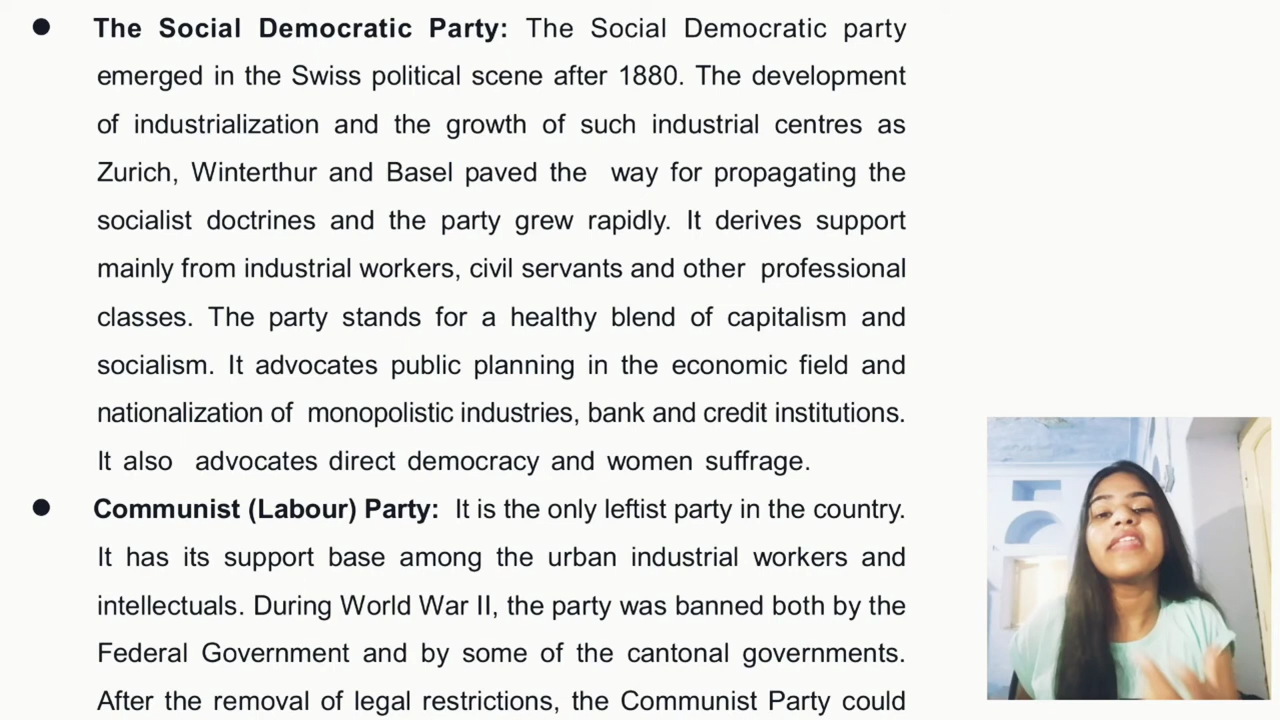 ● The Social Democratic Party: The Social Democratic party
emerged in the Swiss political scene after 1880. The development
of industrialization and the growth of such industrial centres as
Zurich, Winterthur and Basel paved the way for propagating the
socialist doctrines and the party grew rapidly. It derives support
mainly from industrial workers, civil servants and other professional
classes. The party stands for a healthy blend of capitalism and
socialism. It advocates public planning in the economic field and
nationalization of monopolistic industries, bank and credit institutions.
It also advocates direct democracy and women suffrage.
● Communist (Labour) Party: It is the only leftist party in the country.
It has its support base among the urban industrial workers and
intellectuals. During World War II, the party was banned both by the
Federal Government and by some of the cantonal governments.
After the removal of legal restrictions, the Communist Party could